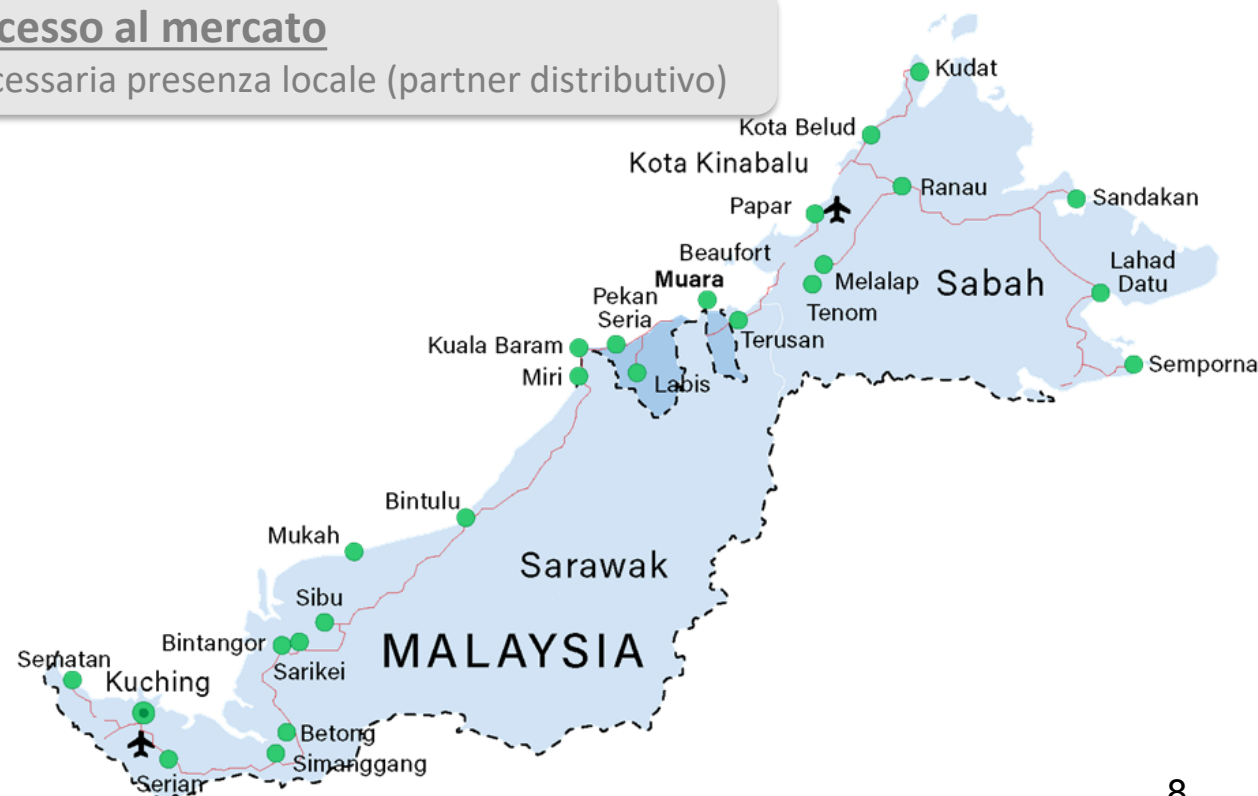 cesso al mercato
cessaria presenza locale (partner distributivo)
Kudat
Kota Belud
Kota Kinabalu
Ranau
Papar
Sandakan
Beaufort
Lahad
Datu
Muara
Melalap
Sabah
Pekan
Seria
Tenom
Terusan
Kuala Baram
Semporna
Miri
Labis
Bintulu
Mukah
Sarawak
Sibu
Bintangor
MALAYSIA
Sarikei
Sematan
Kuching
Betong
Simanggang
Serian
8